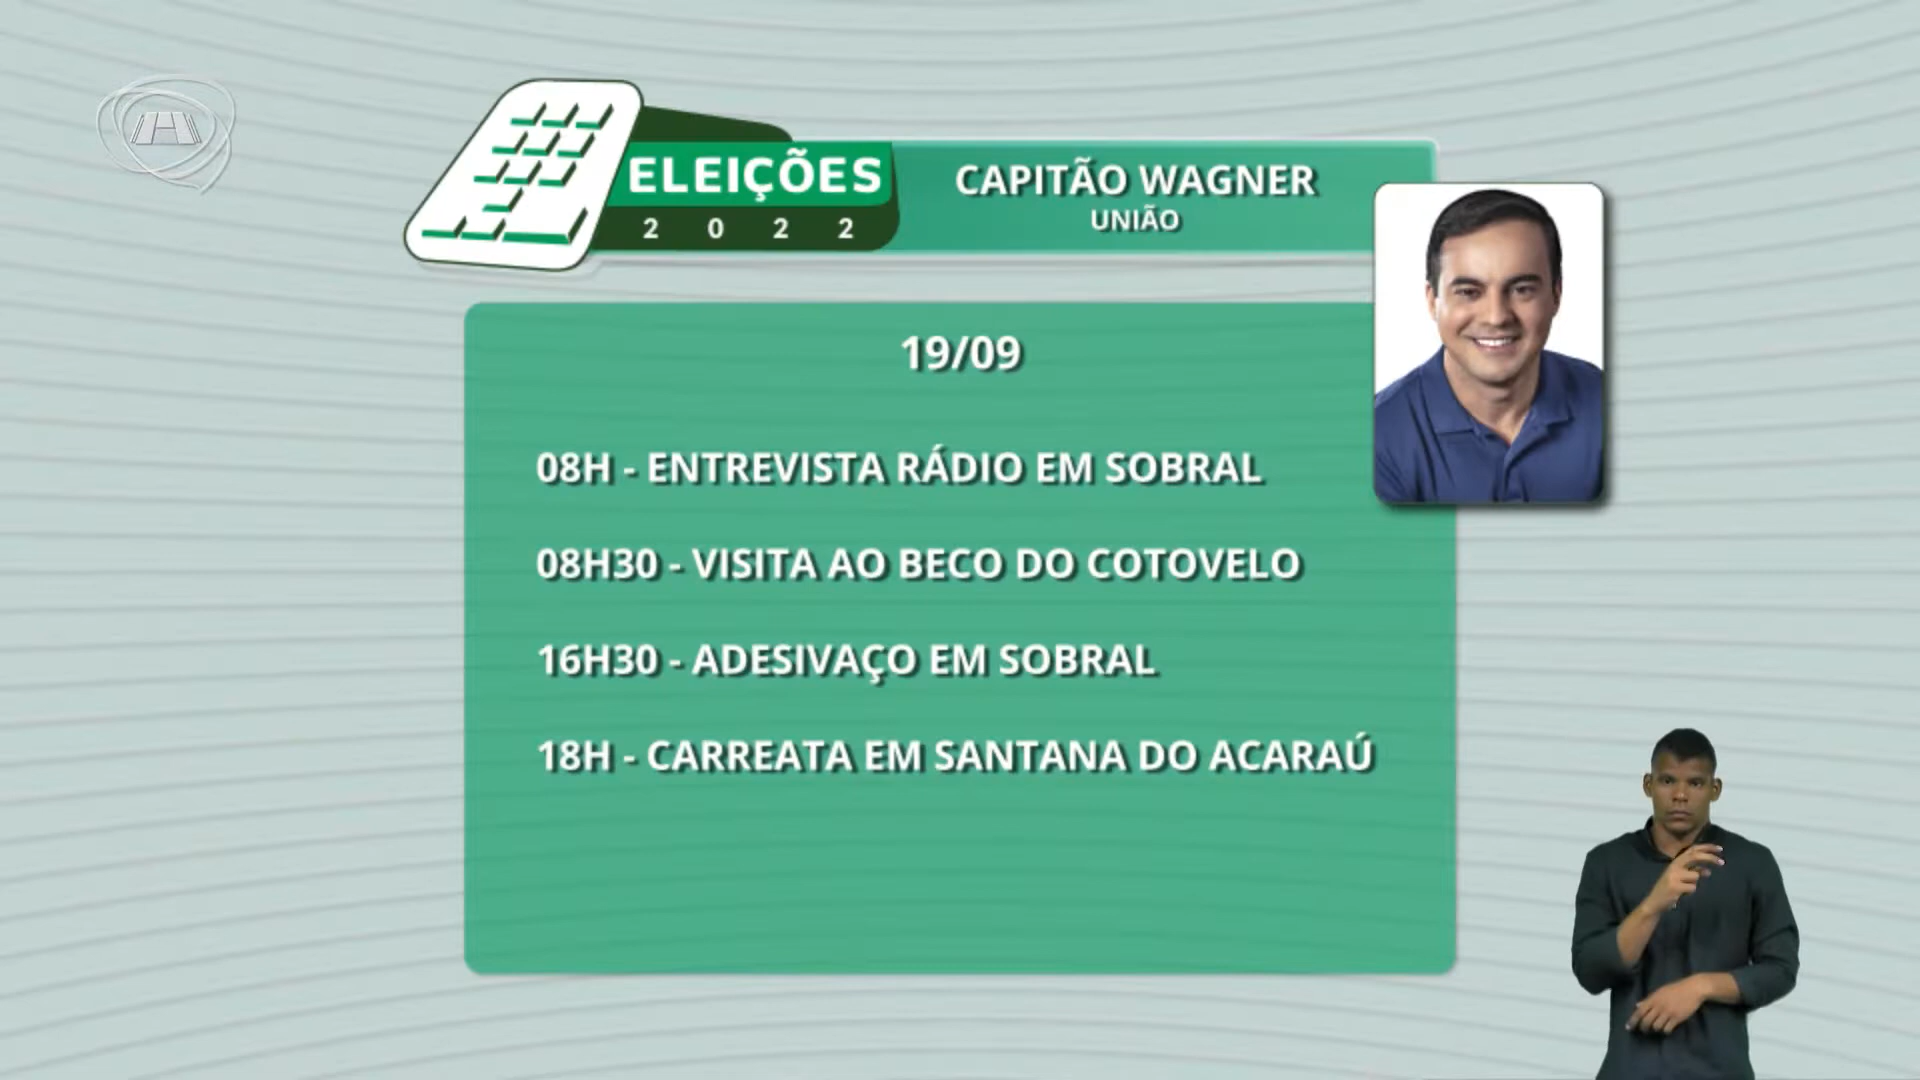 ELEIÇÕES
2022
CAPITÃO WAGNER
UNIÃO
19/09
08H - ENTREVISTA RÁDIO EM SOBRAL
08H30 - VISITA AO BECO DO COTOVELO
16H30 - ADESIVAÇO EM SOBRAL
18H - CARREATA EM SANTANA DO ACARAÚ